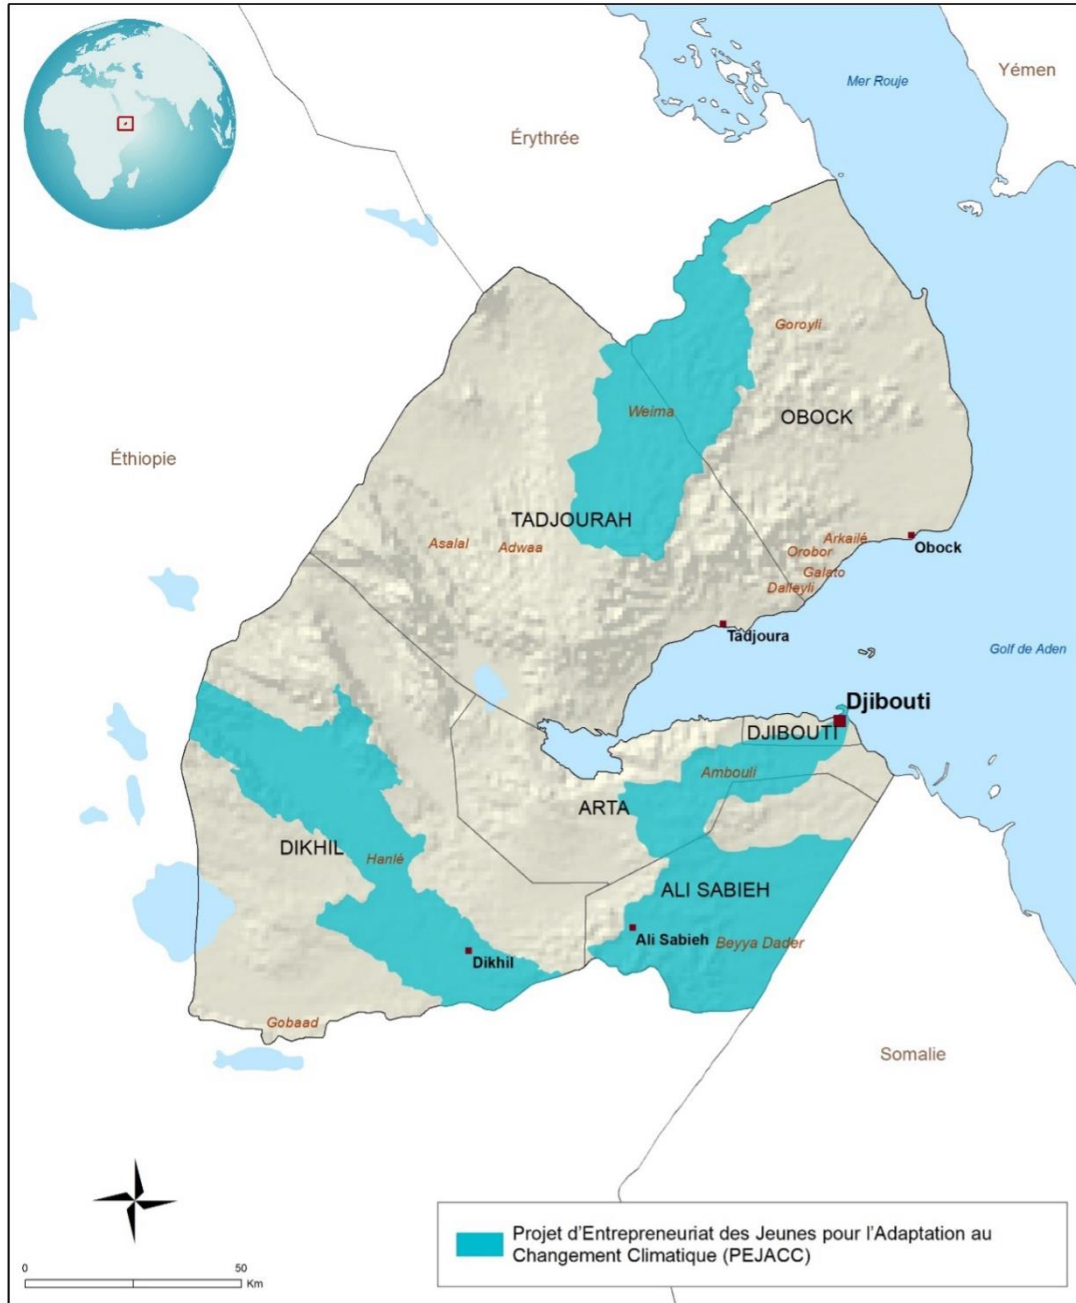 Yémen
Mer Rouje
Érythrée
Goroyli
Weima
OBOCK
Éthiopie
TADJOURAH
Asalal
Adwaa
Arkailé
Orobor
Obock
Galato
Dalleyli
Tadjoura
Golf de Aden
Djibouti
DJIBOUTI
Ambouli
ARTA
DIKHIL
Hanlé
ALI SABIEH
Ali Sabieh
Beyya Dader
Dikhil
Gobaad
Somalie
Projet d'Entrepreneuriat des Jeunes pour l'Adaptation au
Changement Climatique (PEJACC)
0 50
Km